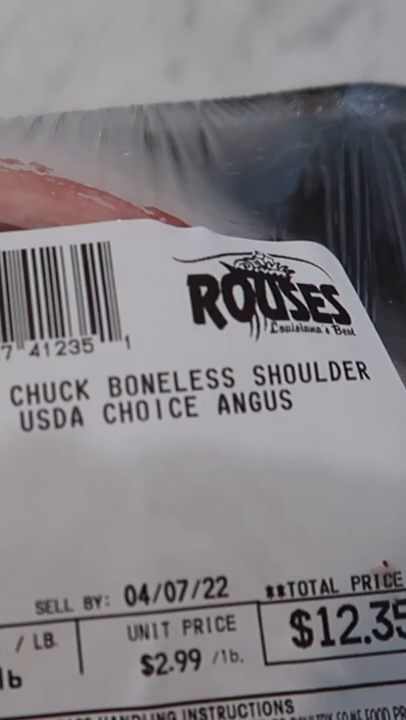 ROUSES
Louisiana's Best
7 41235 1
CHUCK BONELESS SHOULDER
USDA CHOICE ANGUS
SELL BY: 04/07/22
**TOTAL PRICE
/ LB.
UNIT PRICE
$12.35
lb
$2.99 /lb.
HANDLING INSTRUCTIONS